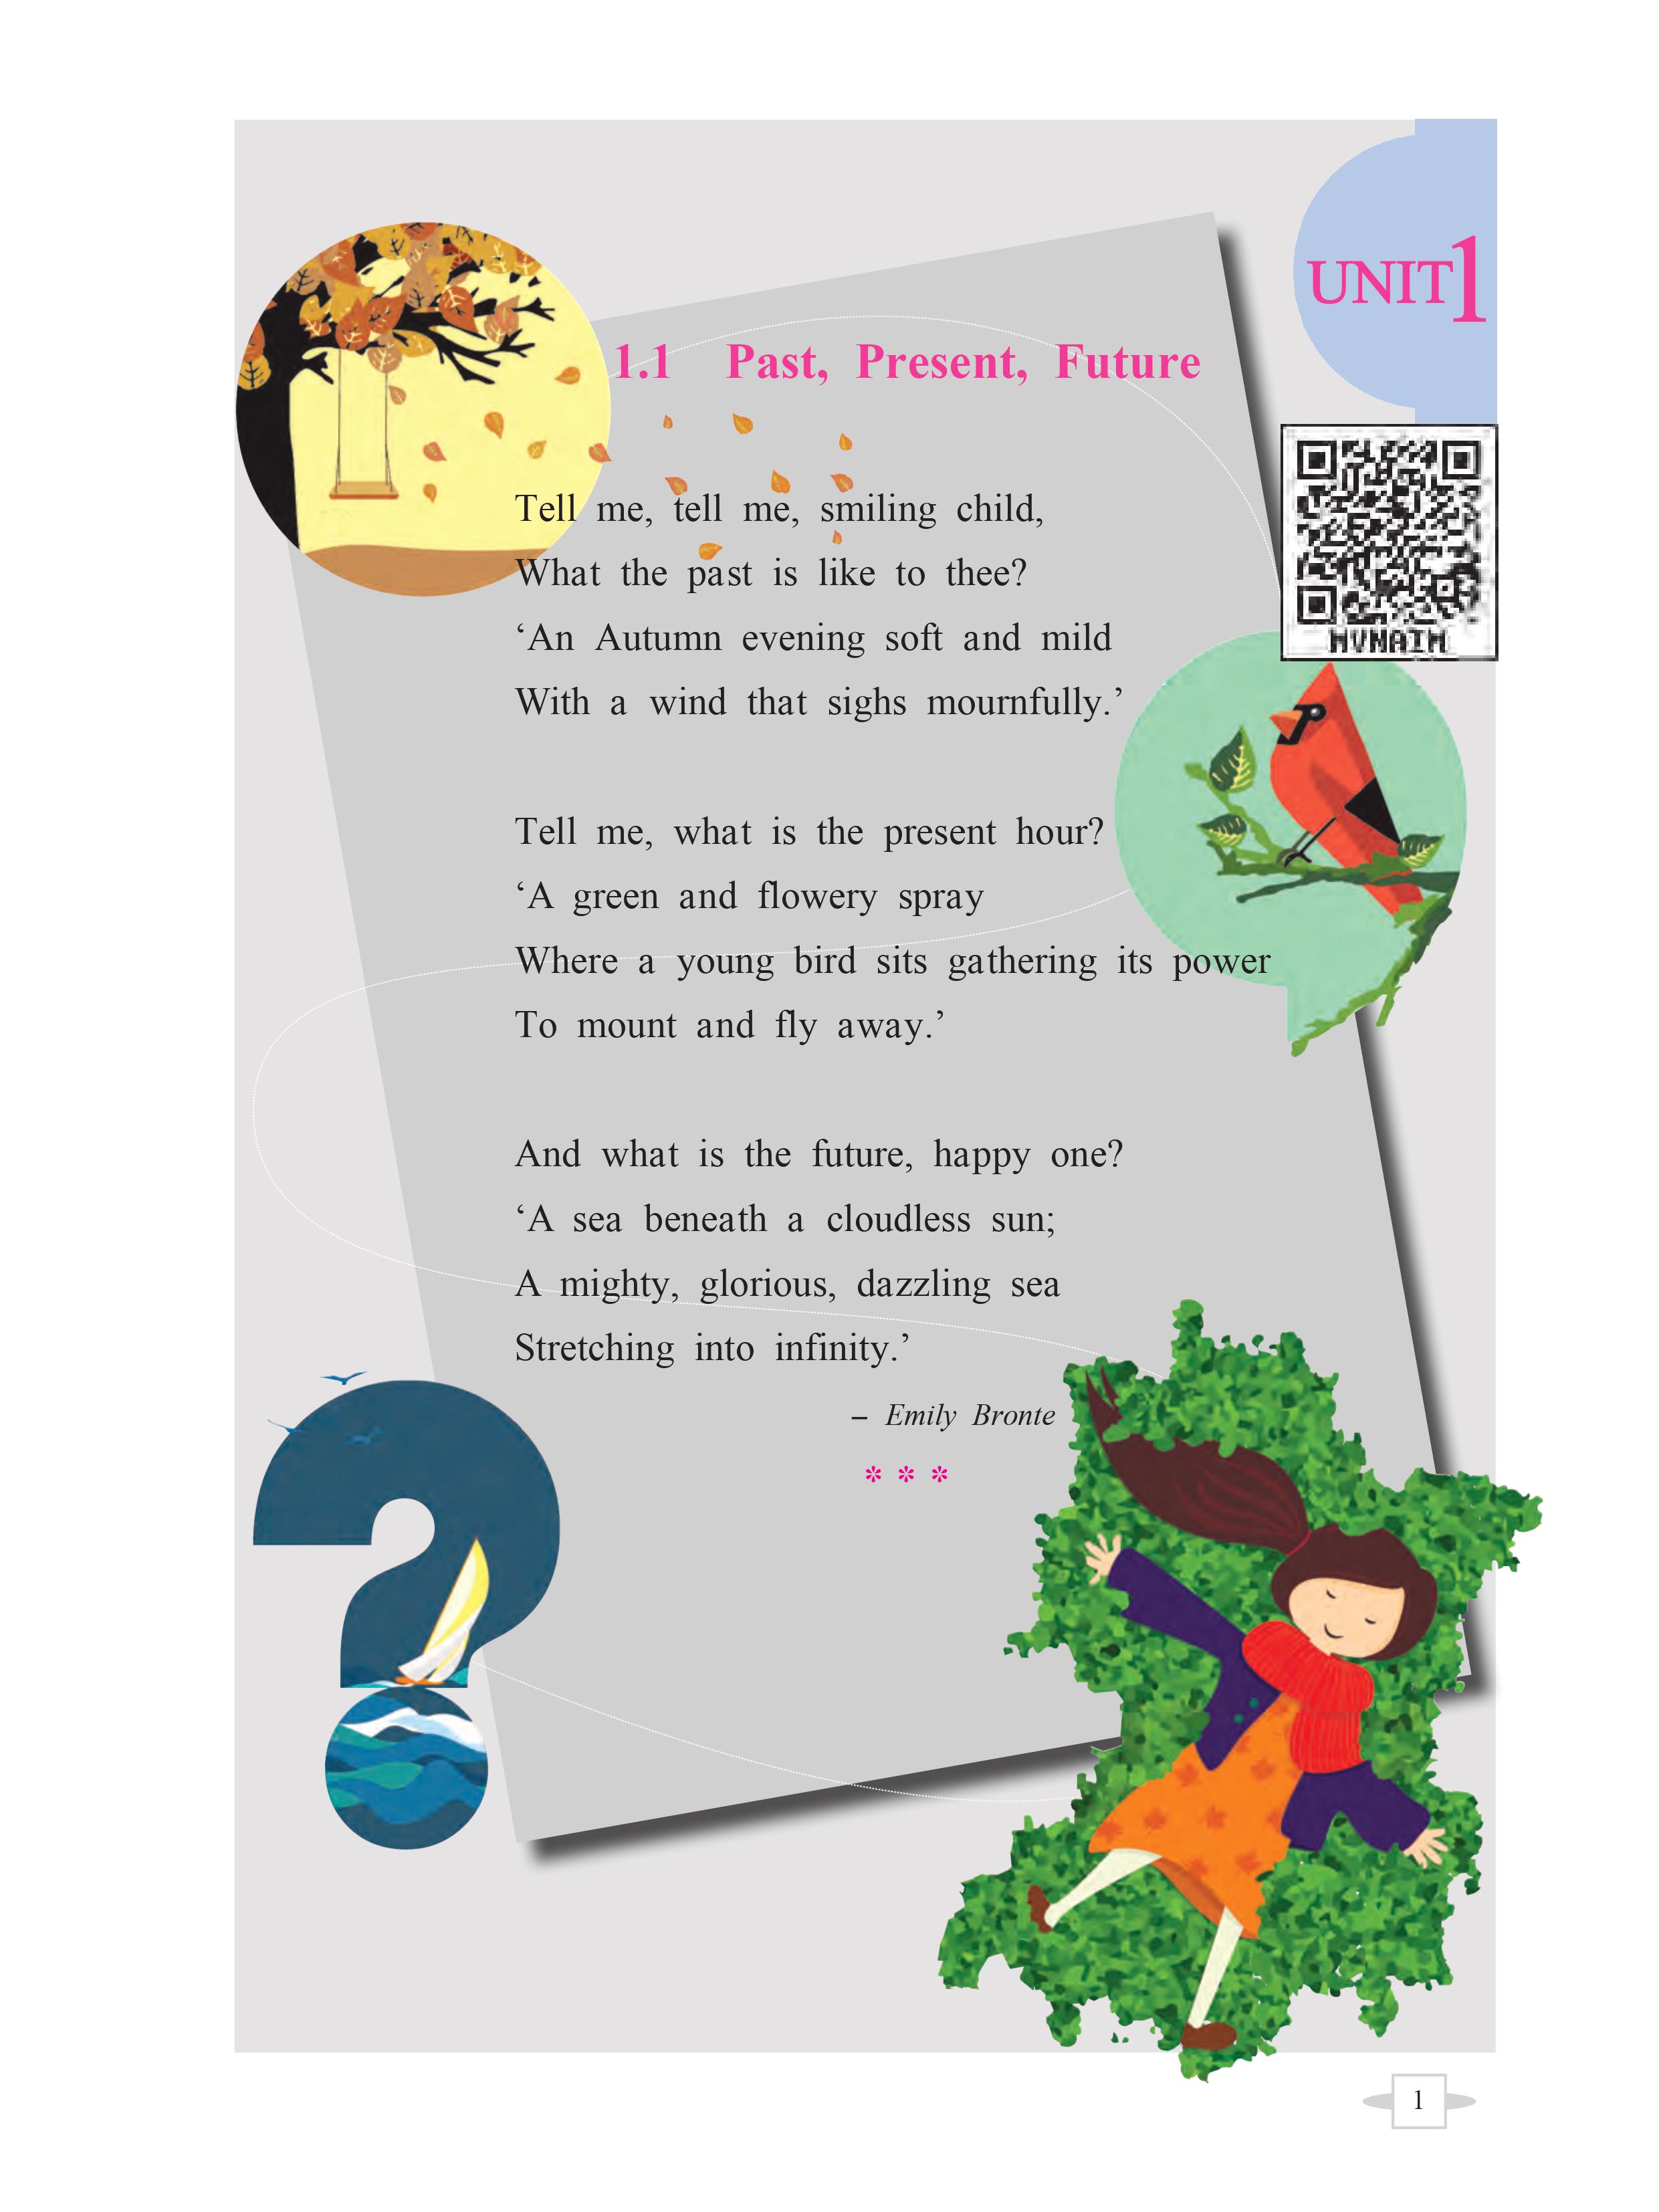 UNIT1
1.1 Past, Present, Future
Tell me, tell me, smiling child,
What the past is like to thee?
‘An Autumn evening soft and mild
With a wind that sighs mournfully.’
Tell me, what is the present hour?
‘A green and flowery spray
Where a young bird sits gathering its power
To mount and fly away.’
And what is the future, happy one?
‘A sea beneath a cloudless sun;
A mighty, glorious, dazzling sea
Stretching into infinity.’
– Emily Bronte
* * *
1